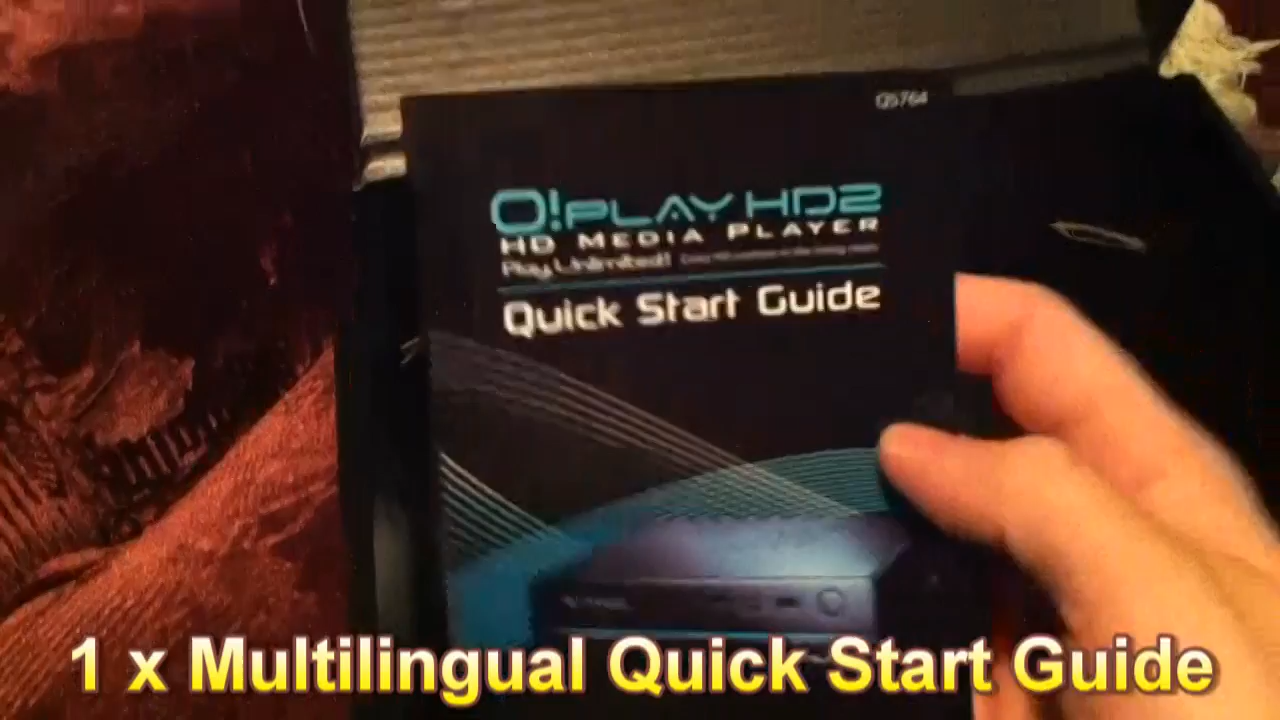 Q5764
O!PLAY HD2
HD MEDIA PLAYER
Play Unlimited!
Quick Start Guide
1 x Multilingual Quick Start Guide